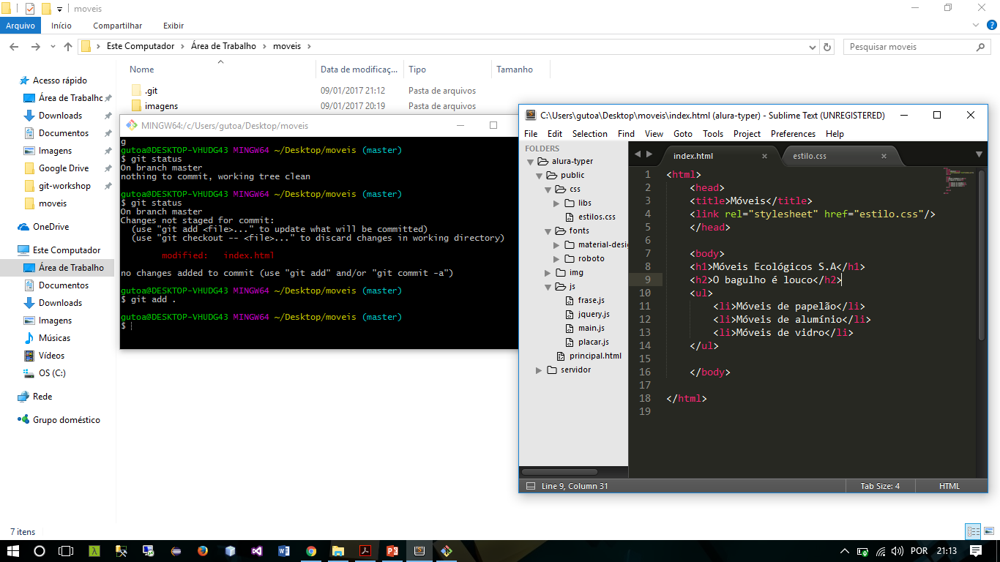 moveis
Arquivo
Início
Compartilhar
Exibir
Este Computador
Área de Trabalho
moveis
Pesquisar moveis
Nome
Data de modificaç...
Tipo
Tamanho
Acesso rápido
Área de Trabalhc
Downloads
Documentos
Imagens
Google Drive
git-workshop
moveis
OneDrive
Este Computador
Área de Trabalho
Documentos
Downloads
Imagens
Músicas
Vídeos
OS (C:)
Rede
Grupo doméstico
.git 09/01/2017 21:12 Pasta de arquivos
imagens 09/01/2017 20:19 Pasta de arquivos
MINGW64:/c/Users/gutoa/Desktop/moveis
g
gutoa@DESKTOP-VHUDG43 MINGW64 ~/Desktop/moveis (master)
$ git status
On branch master
nothing to commit, working tree clean
gutoa@DESKTOP-VHUDG43 MINGW64 ~/Desktop/moveis (master)
$ git status
On branch master
Changes not staged for commit:
(use "git add <file>..." to update what will be committed)
(use "git checkout -- <file>..." to discard changes in working directory)
modified: index.html
no changes added to commit (use "git add" and/or "git commit -a")
gutoa@DESKTOP-VHUDG43 MINGW64 ~/Desktop/moveis (master)
$ git add .
gutoa@DESKTOP-VHUDG43 MINGW64 ~/Desktop/moveis (master)
$
C:\Users\gutoa\Desktop\moveis\index.html (alura-typer) - Sublime Text (UNREGISTERED)
File Edit Selection Find View Goto Tools Project Preferences Help
FOLDERS
alura-typer
public
css
libs
estilos.css
fonts
material-desi
roboto
img
js
frase.js
jquery.js
main.js
placar.js
principal.html
servidor
index.html
estilo.css
1 <html>
2 <head>
3 <title>Móveis</title>
4 <link rel="stylesheet" href="estilo.css"/>
5 </head>
6
7 <body>
8 <h1>Móveis Ecológicos S.A</h1>
9 <h2>O bagulho é louco</h2>
10 <ul>
11 <li>Móveis de papelão</li>
12 <li>Móveis de alumínio</li>
13 <li>Móveis de vidro</li>
14 </ul>
15
16 </body>
17
18 </html>
19
Line 9, Column 31
Tab Size: 4
HTML
7 itens
POR
21:13